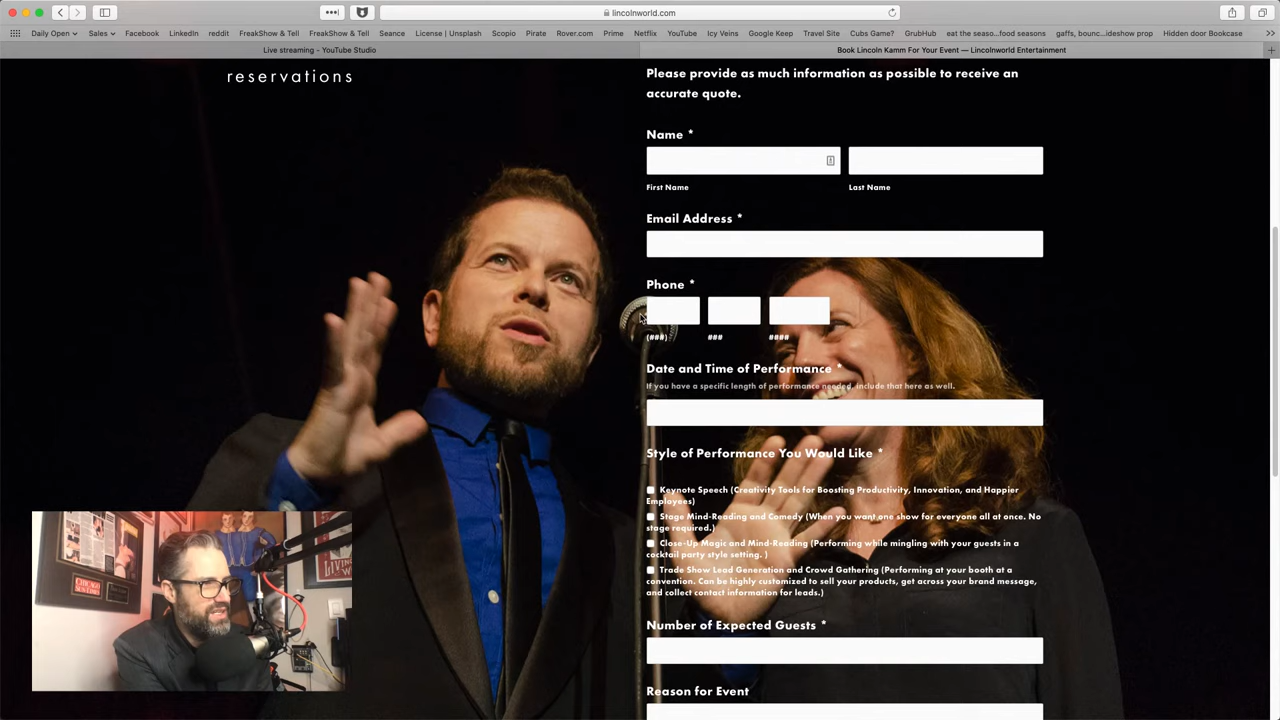 lincolnworld.com
Daily Open Sales Facebook LinkedIn reddit FreakShow & Tell FreakShow & Tell Seance License | Unsplash Scopio Pirate Rover.com Prime Netflix YouTube Icy Veins Google Keep Travel Site Cubs Game? GrubHub eat the seaso...food seasons gaffs, bounc...ideshow prop Hidden door Bookcase >>
Live streaming - YouTube Studio
Book Lincoln Kamm For Your Event — Lincolnworld Entertainment
reservations
Please provide as much information as possible to receive an
accurate quote.
Name *
First Name
Last Name
Email Address *
Phone *
(###)
###
####
Date and Time of Performance *
If you have a specific length of performance needed, include that here as well.
Style of Performance You Would Like *
Keynote Speech (Creativity Tools for Boosting Productivity, Innovation, and Happier
Employees)
Stage Mind-Reading and Comedy (When you want one show for everyone all at once. No
stage required.)
Close-Up Magic and Mind-Reading (Performing while mingling with your guests in a
cocktail party style setting. )
Trade Show Lead Generation and Crowd Gathering (Performing at your booth at a
convention. Can be highly customized to sell your products, get across your brand message,
and collect contact information for leads.)
Number of Expected Guests *
Reason for Event
CHICAGO
SUN-TIMES